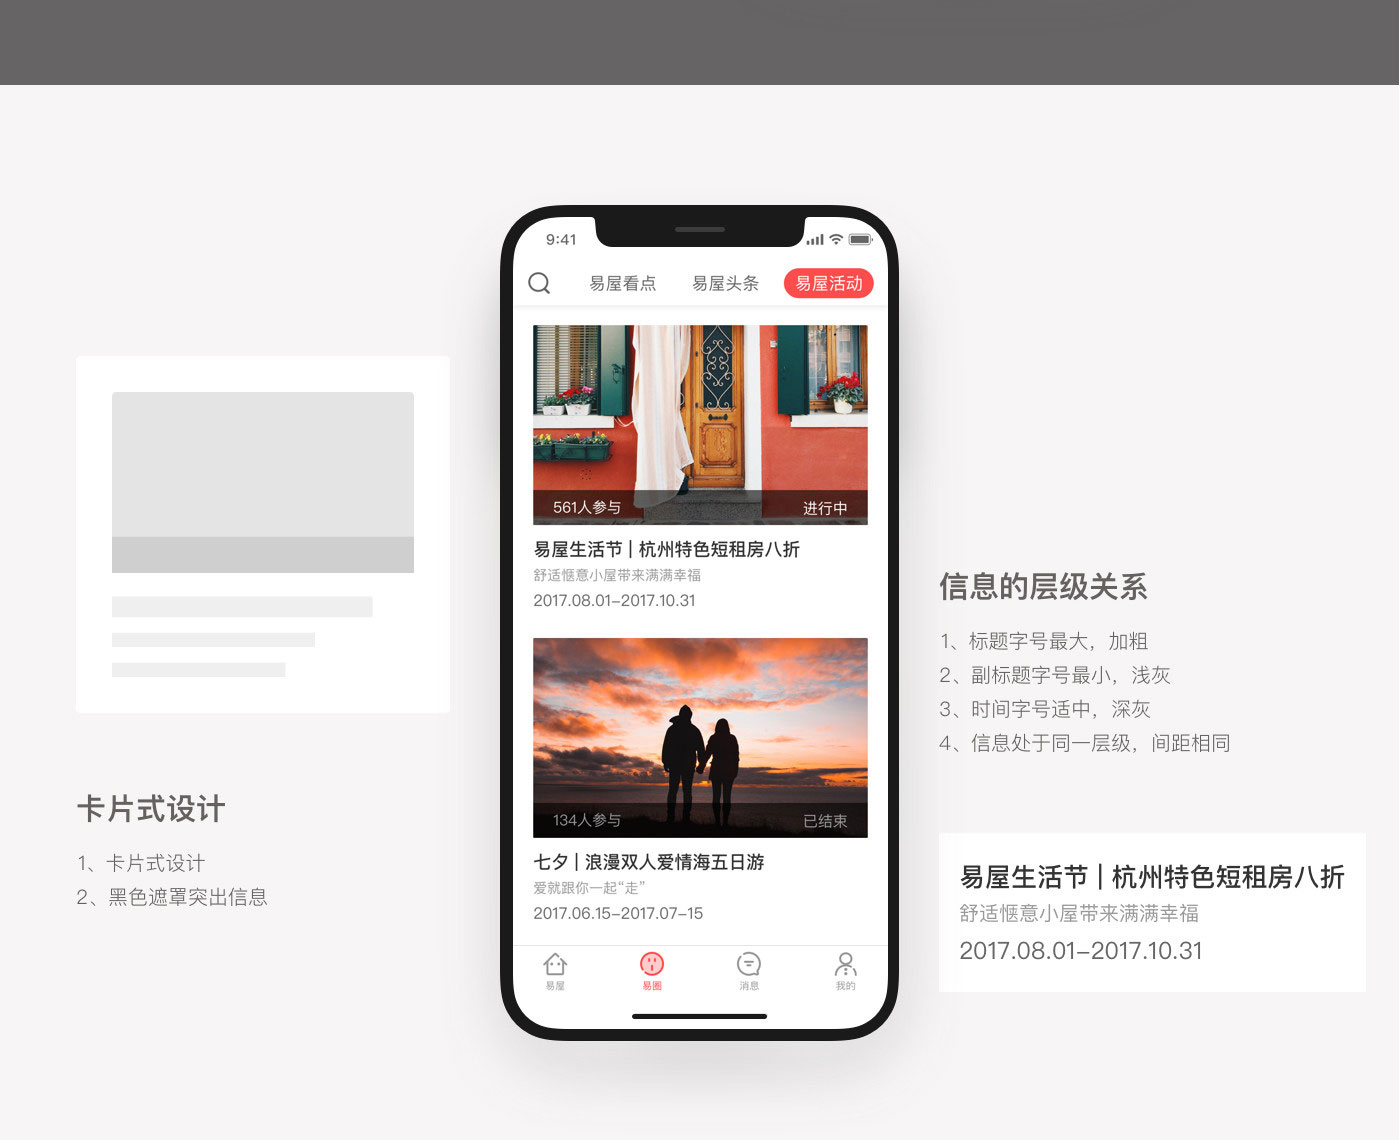 9:41
易屋看点 易屋头条 易屋活动
561人参与 进行中
易屋生活节 | 杭州特色短租房八折
舒适惬意小屋带来满满幸福
2017.08.01-2017.10.31
134人参与 已结束
七夕 | 浪漫双人爱情海五日游
爱就跟你一起“走”
2017.06.15-2017.07-15
易屋 易圈 消息 我的
卡片式设计
1、卡片式设计
2、黑色遮罩突出信息
信息的层级关系
1、标题字号最大，加粗
2、副标题字号最小，浅灰
3、时间字号适中，深灰
4、信息处于同一层级，间距相同
易屋生活节 | 杭州特色短租房八折
舒适惬意小屋带来满满幸福
2017.08.01-2017.10.31